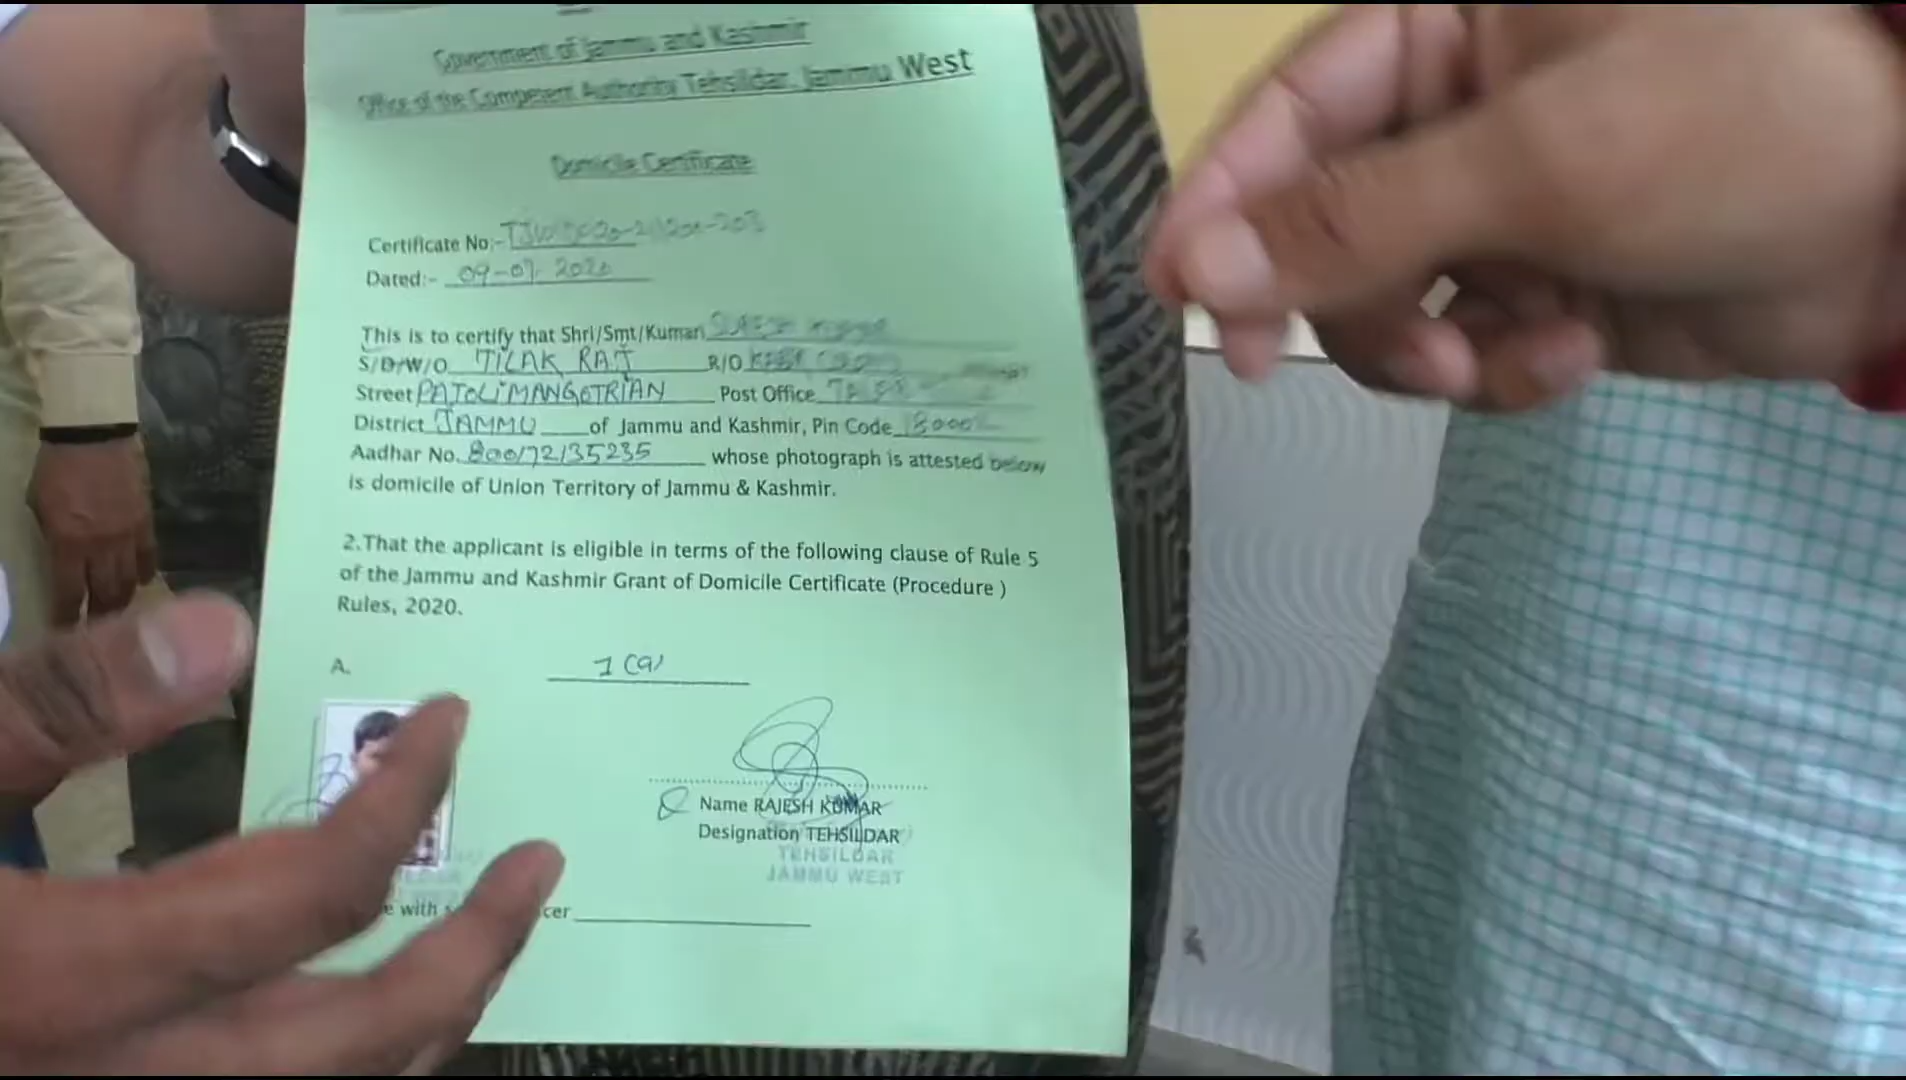 Government of Jammu and Kashmir
Office of the Competent Authority Tehsildar, Jammu West
Domicile Certificate
Certificate No:-
Dated:- 09-07-2020
This is to certify that Shri/Smt/Kumari
S/D/W/O TILAK RAJ R/O
Street PATOLI MANGOTRIAN Post Office
District JAMMU of Jammu and Kashmir, Pin Code
Aadhar No. 800172135235 whose photograph is attested below
is domicile of Union Territory of Jammu & Kashmir.
2.That the applicant is eligible in terms of the following clause of Rule 5
of the Jammu and Kashmir Grant of Domicile Certificate (Procedure )
Rules, 2020.
A. 1(a)
Name RAJESH KUMAR
Designation TEHSILDAR
TEHSILDAR
JAMMU WEST
with